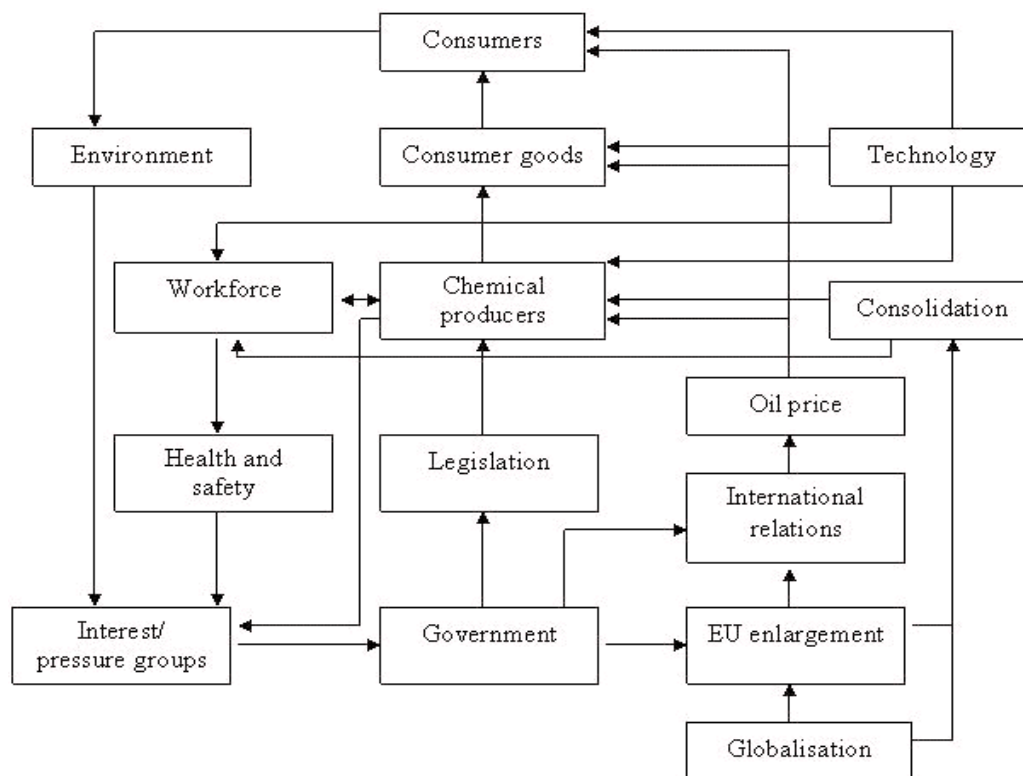 Consumers
Environment
Consumer goods
Technology
Workforce
Chemical
producers
Consolidation
Oil price
Health and
safety
Legislation
International
relations
Interest/
pressure groups
Government
EU enlargement
Globalisation